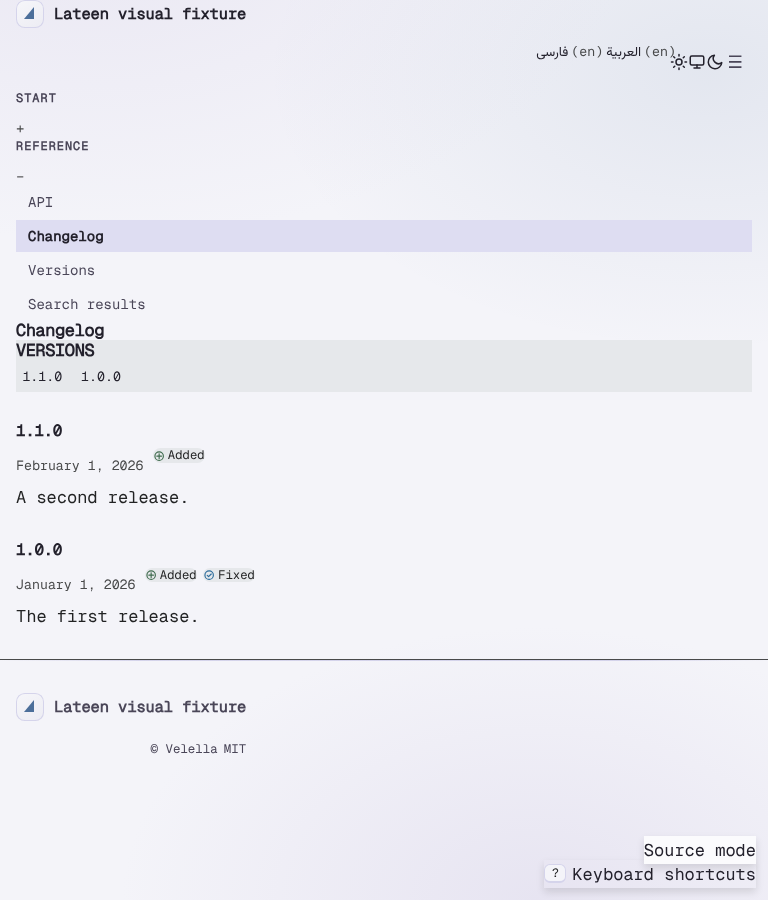 Lateen visual fixture
فارسی (en) العربية (en)
START
+
REFERENCE
−
API
Changelog
Versions
Search results
Changelog
VERSIONS
1.1.0 1.0.0
1.1.0
February 1, 2026 Added
A second release.
1.0.0
January 1, 2026 Added Fixed
The first release.
Lateen visual fixture
© Velella MIT
Source mode
? Keyboard shortcuts